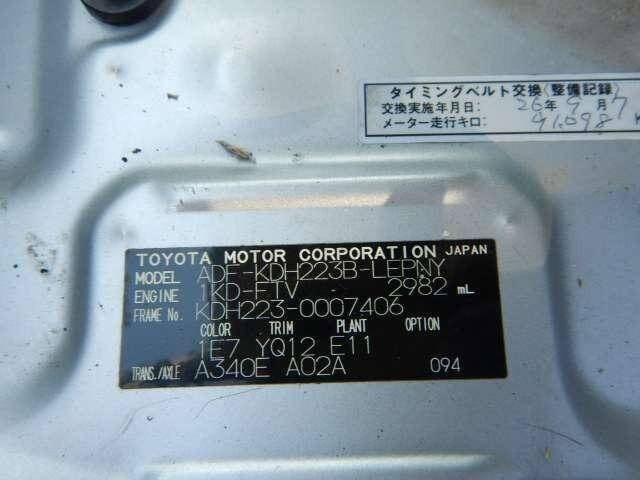 タイミングベルト交換(整備記録)
交換実施年月日: 26年 9月 7
メーター走行キロ: 91,098 K
TOYOTA MOTOR CORPORATION JAPAN
MODEL ADF-KDH223B-LEPNY
ENGINE 1KD-FTV - 2982 mL
FRAME No. KDH223-0007406
COLOR TRIM PLANT OPTION
1E7 YQ12 E11
TRANS./AXLE A340E A02A 094